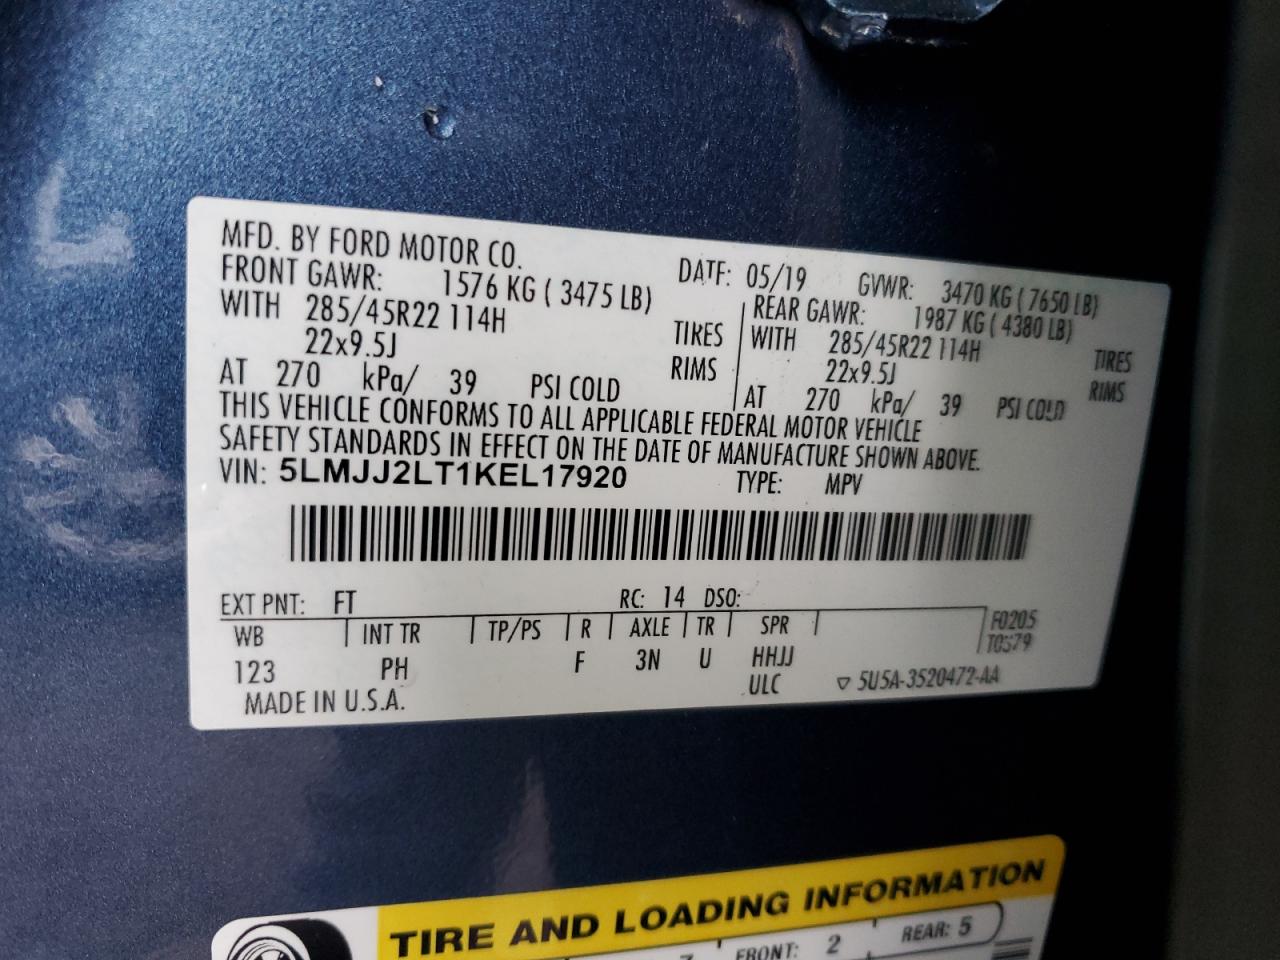 MFD. BY FORD MOTOR CO. DATE: 05/19 GVWR: 3470 KG ( 7650 LB)
FRONT GAWR: 1576 KG ( 3475 LB) REAR GAWR: 1987 KG ( 4380 LB)
WITH 285/45R22 114H TIRES WITH 285/45R22 114H TIRES
22x9.5J RIMS 22x9.5J RIMS
AT 270 kPa/ 39 PSI COLD AT 270 kPa/ 39 PSI COLD
THIS VEHICLE CONFORMS TO ALL APPLICABLE FEDERAL MOTOR VEHICLE
SAFETY STANDARDS IN EFFECT ON THE DATE OF MANUFACTURE SHOWN ABOVE.
VIN: 5LMJJ2LT1KEL17920 TYPE: MPV
EXT PNT: FT RC: 14 DSO:
WB INT TR TP/PS R AXLE TR SPR F0205
T0579
123 PH F 3N U HHJJ
MADE IN U.S.A. ULC ▽ 5U5A-3520472-AA
TIRE AND LOADING INFORMATION
FRONT: 2 REAR: 5